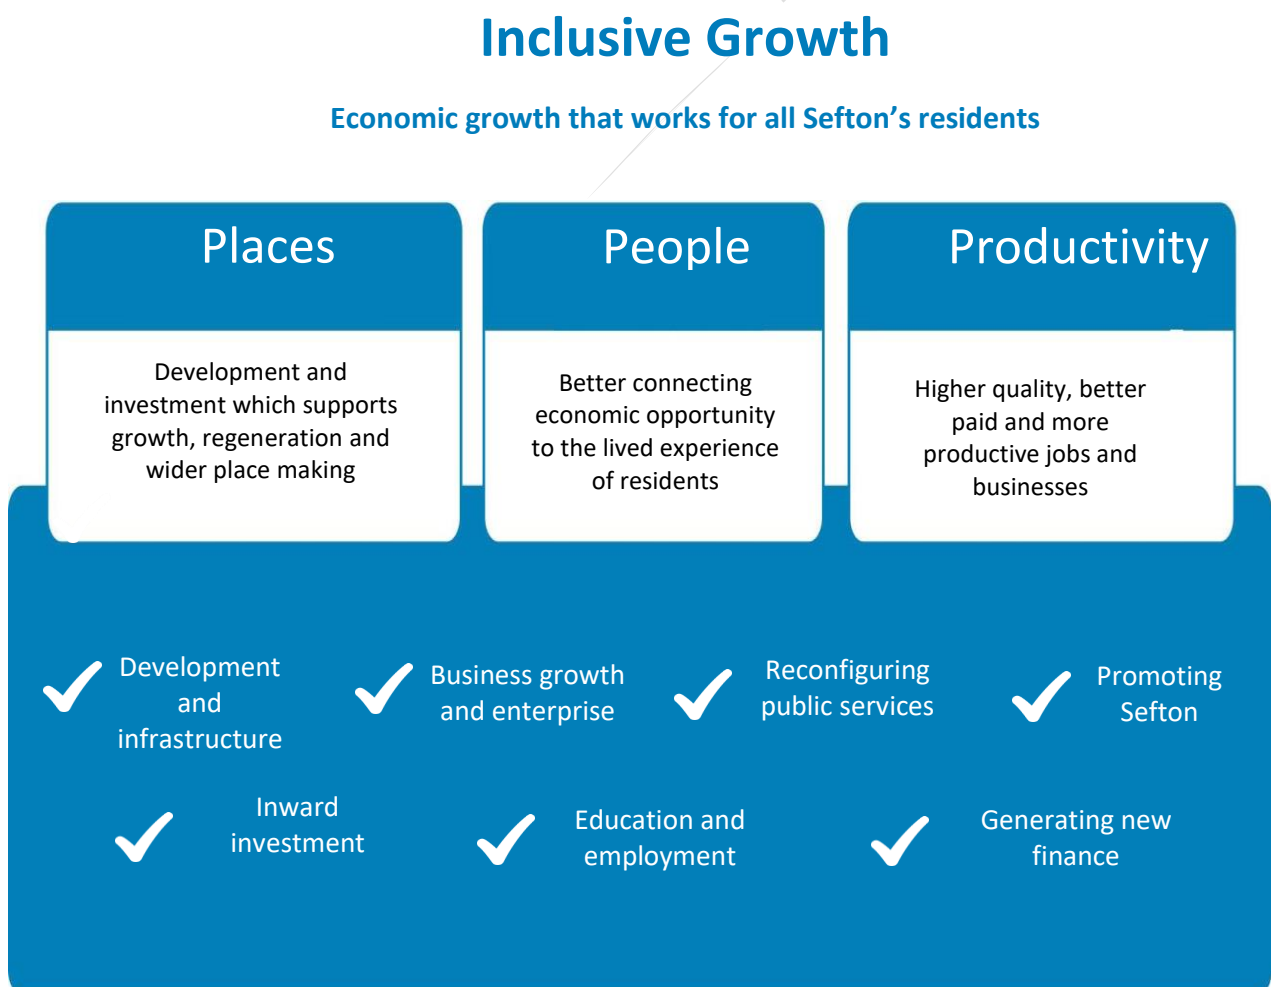 Inclusive Growth
Economic growth that works for all Sefton's residents
Places
Development and
investment which supports
growth, regeneration and
wider place making
People
Better connecting
economic opportunity
to the lived experience
of residents
Productivity
Higher quality, better
paid and more
productive jobs and
businesses
Development
and
infrastructure
Business growth
and enterprise
Reconfiguring
public services
Promoting
Sefton
Inward
investment
Education and
employment
Generating new
finance